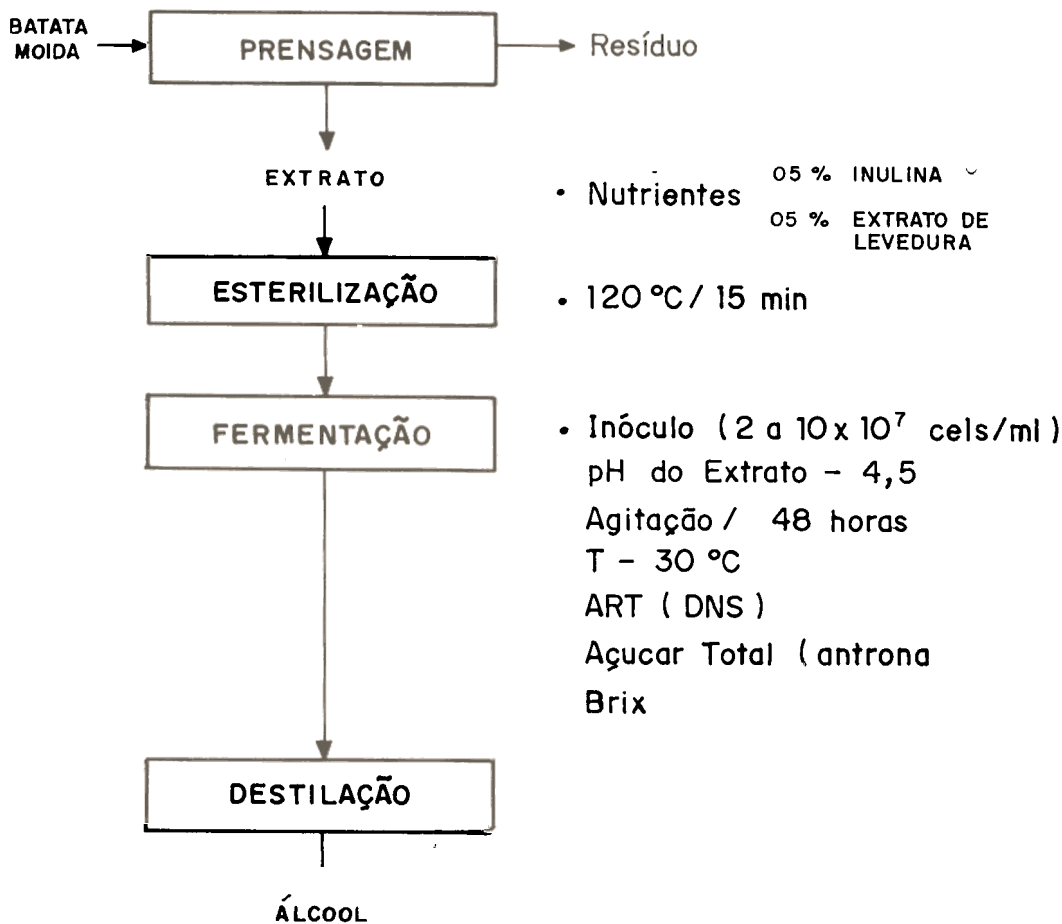 BATATA
MOIDA
PRENSAGEM
Resíduo
EXTRATO
• Nutrientes
05 % INULINA
05 % EXTRATO DE
LEVEDURA
ESTERILIZAÇÃO
• 120 °C / 15 min
FERMENTAÇÃO
• Inóculo ( 2 a 10 x 10⁷ cels/ml )
pH do Extrato – 4,5
Agitação / 48 horas
T – 30 °C
ART ( DNS )
Açucar Total ( antrona
Brix
DESTILAÇÃO
ÁLCOOL